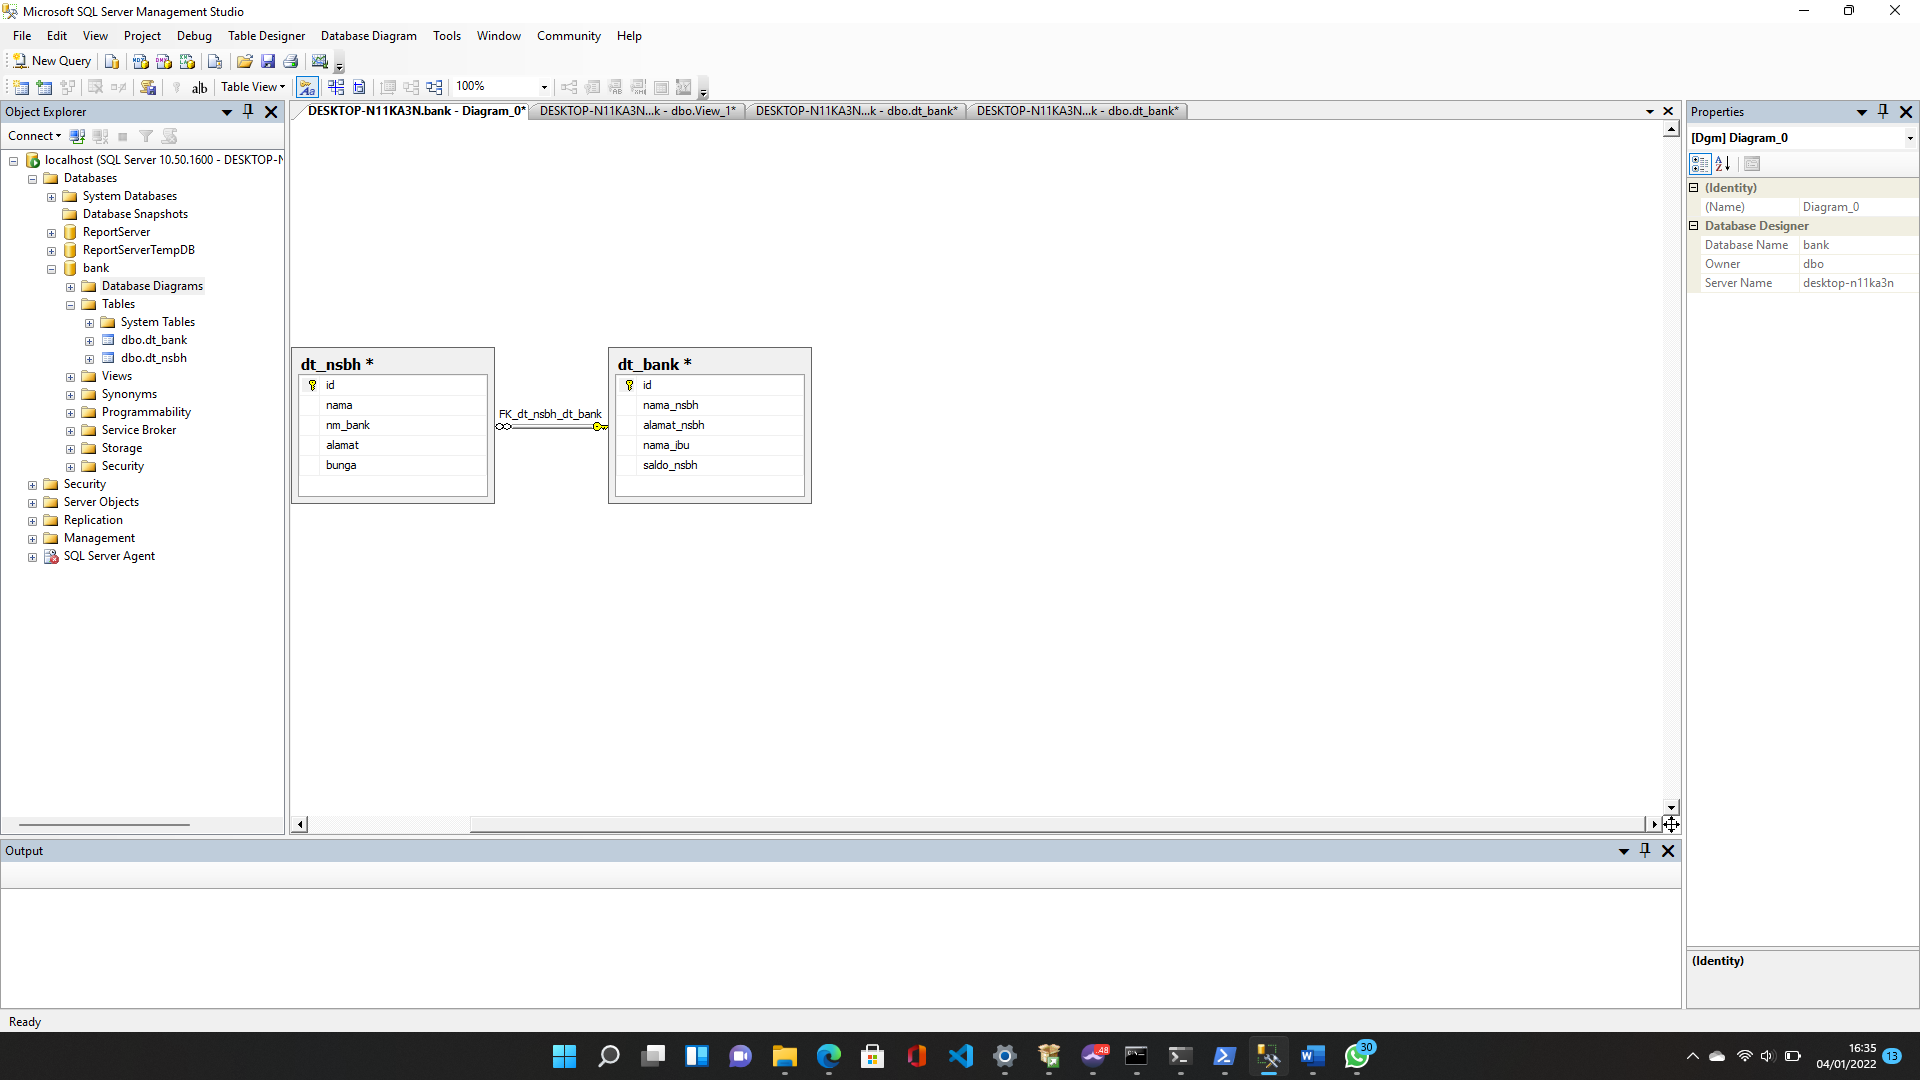 Microsoft SQL Server Management Studio
File Edit View Project Debug Table Designer Database Diagram Tools Window Community Help
New Query
Table View 100%
Object Explorer
Connect
localhost (SQL Server 10.50.1600 - DESKTOP-N
Databases
System Databases
Database Snapshots
ReportServer
ReportServerTempDB
bank
Database Diagrams
Tables
System Tables
dbo.dt_bank
dbo.dt_nsbh
Views
Synonyms
Programmability
Service Broker
Storage
Security
Security
Server Objects
Replication
Management
SQL Server Agent
DESKTOP-N11KA3N.bank - Diagram_0* DESKTOP-N11KA3N...k - dbo.View_1* DESKTOP-N11KA3N...k - dbo.dt_bank* DESKTOP-N11KA3N...k - dbo.dt_bank*
dt_nsbh *
id
nama
nm_bank
alamat
bunga
FK_dt_nsbh_dt_bank
dt_bank *
id
nama_nsbh
alamat_nsbh
nama_ibu
saldo_nsbh
Properties
[Dgm] Diagram_0
(Identity)
(Name) Diagram_0
Database Designer
Database Name bank
Owner dbo
Server Name desktop-n11ka3n
(Identity)
Output
Ready
.48
30
16:35
04/01/2022
13